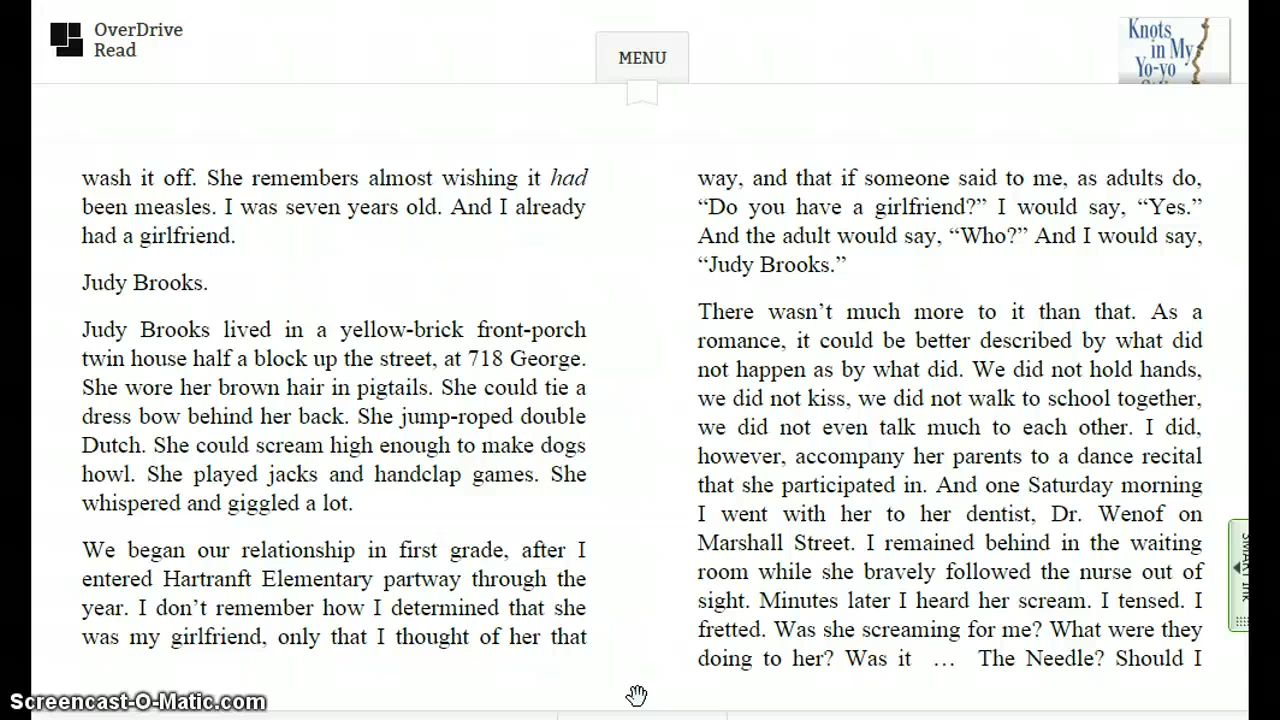 OverDrive
Read
MENU
Knots
in My
Yo-yo
wash it off. She remembers almost wishing it had
been measles. I was seven years old. And I already
had a girlfriend.
Judy Brooks.
Judy Brooks lived in a yellow-brick front-porch
twin house half a block up the street, at 718 George.
She wore her brown hair in pigtails. She could tie a
dress bow behind her back. She jump-roped double
Dutch. She could scream high enough to make dogs
howl. She played jacks and handclap games. She
whispered and giggled a lot.
We began our relationship in first grade, after I
entered Hartranft Elementary partway through the
year. I don’t remember how I determined that she
was my girlfriend, only that I thought of her that
way, and that if someone said to me, as adults do,
“Do you have a girlfriend?” I would say, “Yes.”
And the adult would say, “Who?” And I would say,
“Judy Brooks.”
There wasn’t much more to it than that. As a
romance, it could be better described by what did
not happen as by what did. We did not hold hands,
we did not kiss, we did not walk to school together,
we did not even talk much to each other. I did,
however, accompany her parents to a dance recital
that she participated in. And one Saturday morning
I went with her to her dentist, Dr. Wenof on
Marshall Street. I remained behind in the waiting
room while she bravely followed the nurse out of
sight. Minutes later I heard her scream. I tensed. I
fretted. Was she screaming for me? What were they
doing to her? Was it … The Needle? Should I
Screencast-O-Matic.com